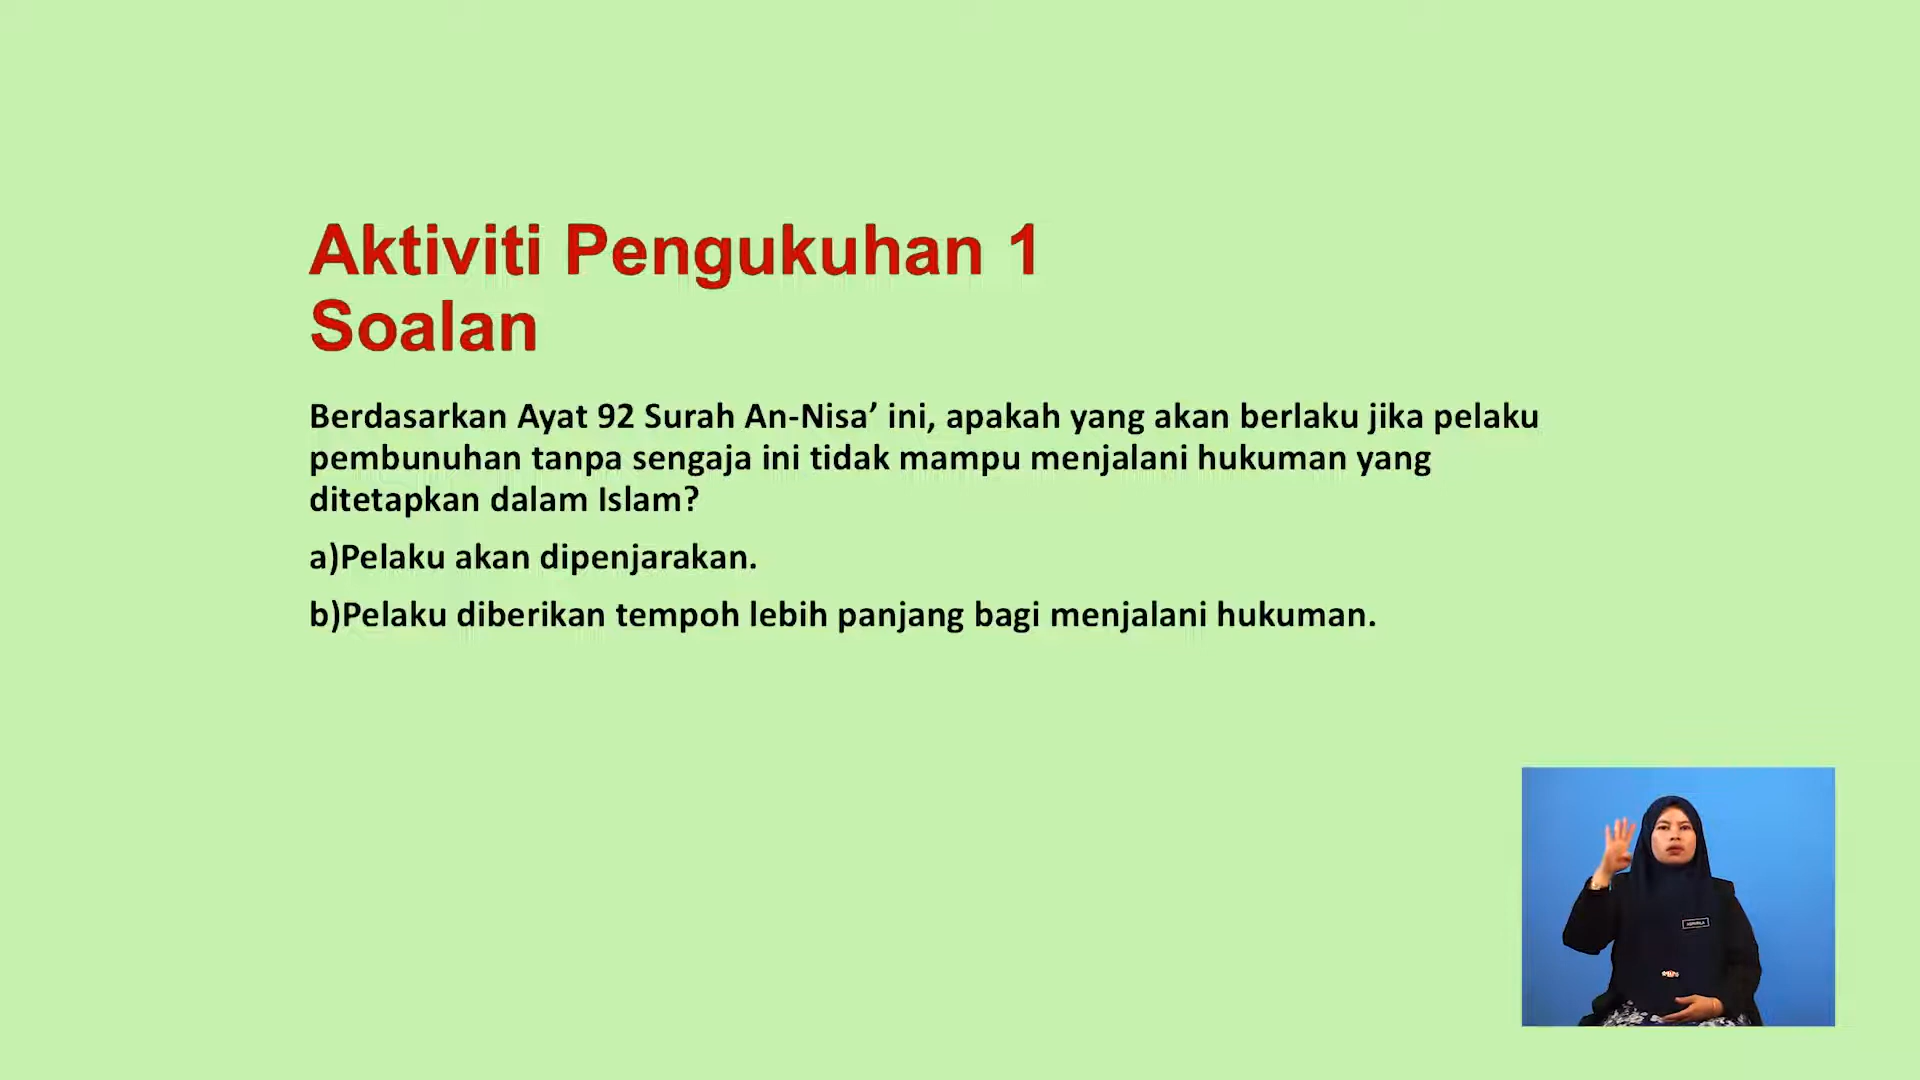 Aktiviti Pengukuhan 1
Soalan
Berdasarkan Ayat 92 Surah An-Nisa’ ini, apakah yang akan berlaku jika pelaku
pembunuhan tanpa sengaja ini tidak mampu menjalani hukuman yang
ditetapkan dalam Islam?
a)Pelaku akan dipenjarakan.
b)Pelaku diberikan tempoh lebih panjang bagi menjalani hukuman.